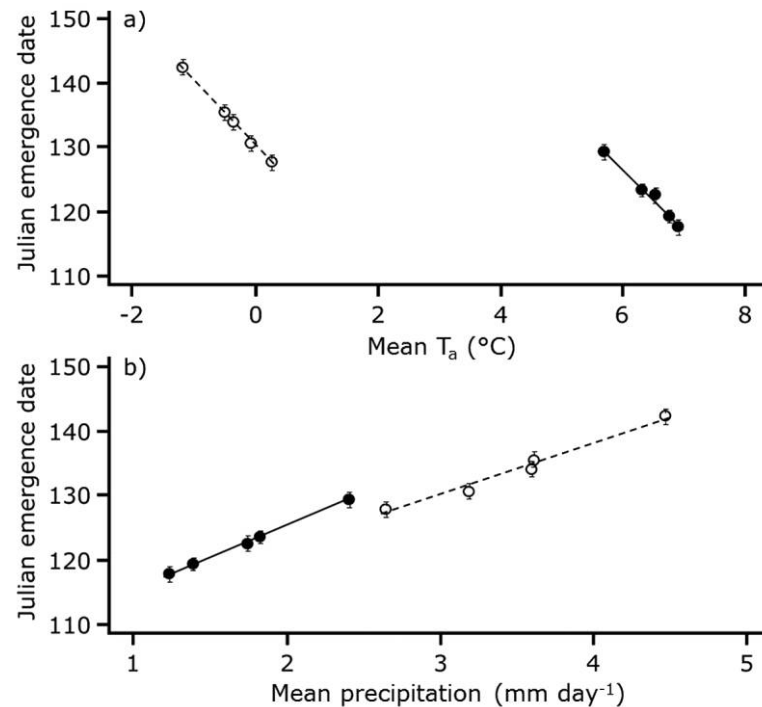 a)
150
140
130
120
110
Julian emergence date
-2 0 2 4 6 8
Mean Tₐ (°C)
b)
150
140
130
120
110
Julian emergence date
1 2 3 4 5
Mean precipitation (mm day⁻¹)